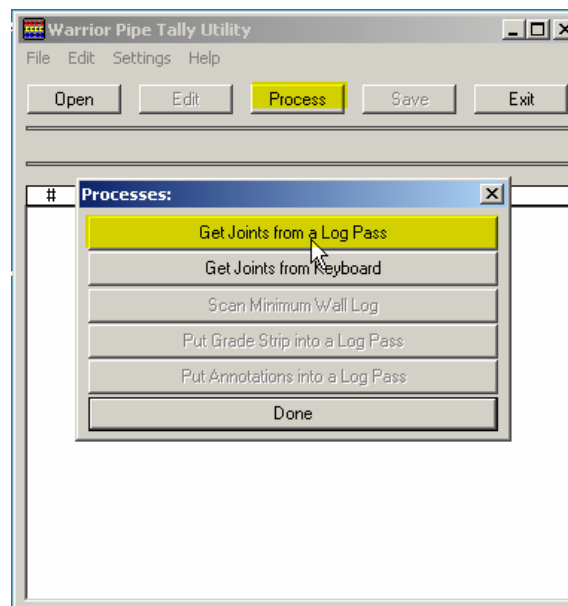 Warrior Pipe Tally Utility
File Edit Settings Help
Open Edit Process Save Exit
#
Processes:
Get Joints from a Log Pass
Get Joints from Keyboard
Scan Minimum Wall Log
Put Grade Strip into a Log Pass
Put Annotations into a Log Pass
Done